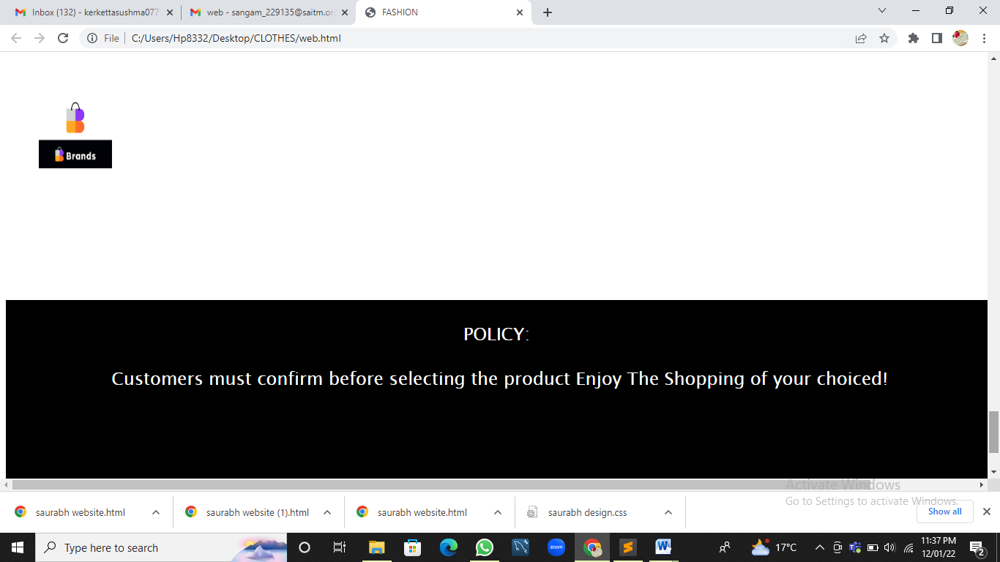 Inbox (132) - kerkettasushma077
web - sangam_229135@saitm.or
FASHION
File
C:/Users/Hp8332/Desktop/CLOTHES/web.html
Brands
POLICY:
Customers must confirm before selecting the product Enjoy The Shopping of your choiced!
Activate Windows
Go to Settings to activate Windows.
saurabh website.html
saurabh website (1).html
saurabh website.html
saurabh design.css
Show all
Type here to search
zoom
17°C
11:37 PM
12/01/22
2